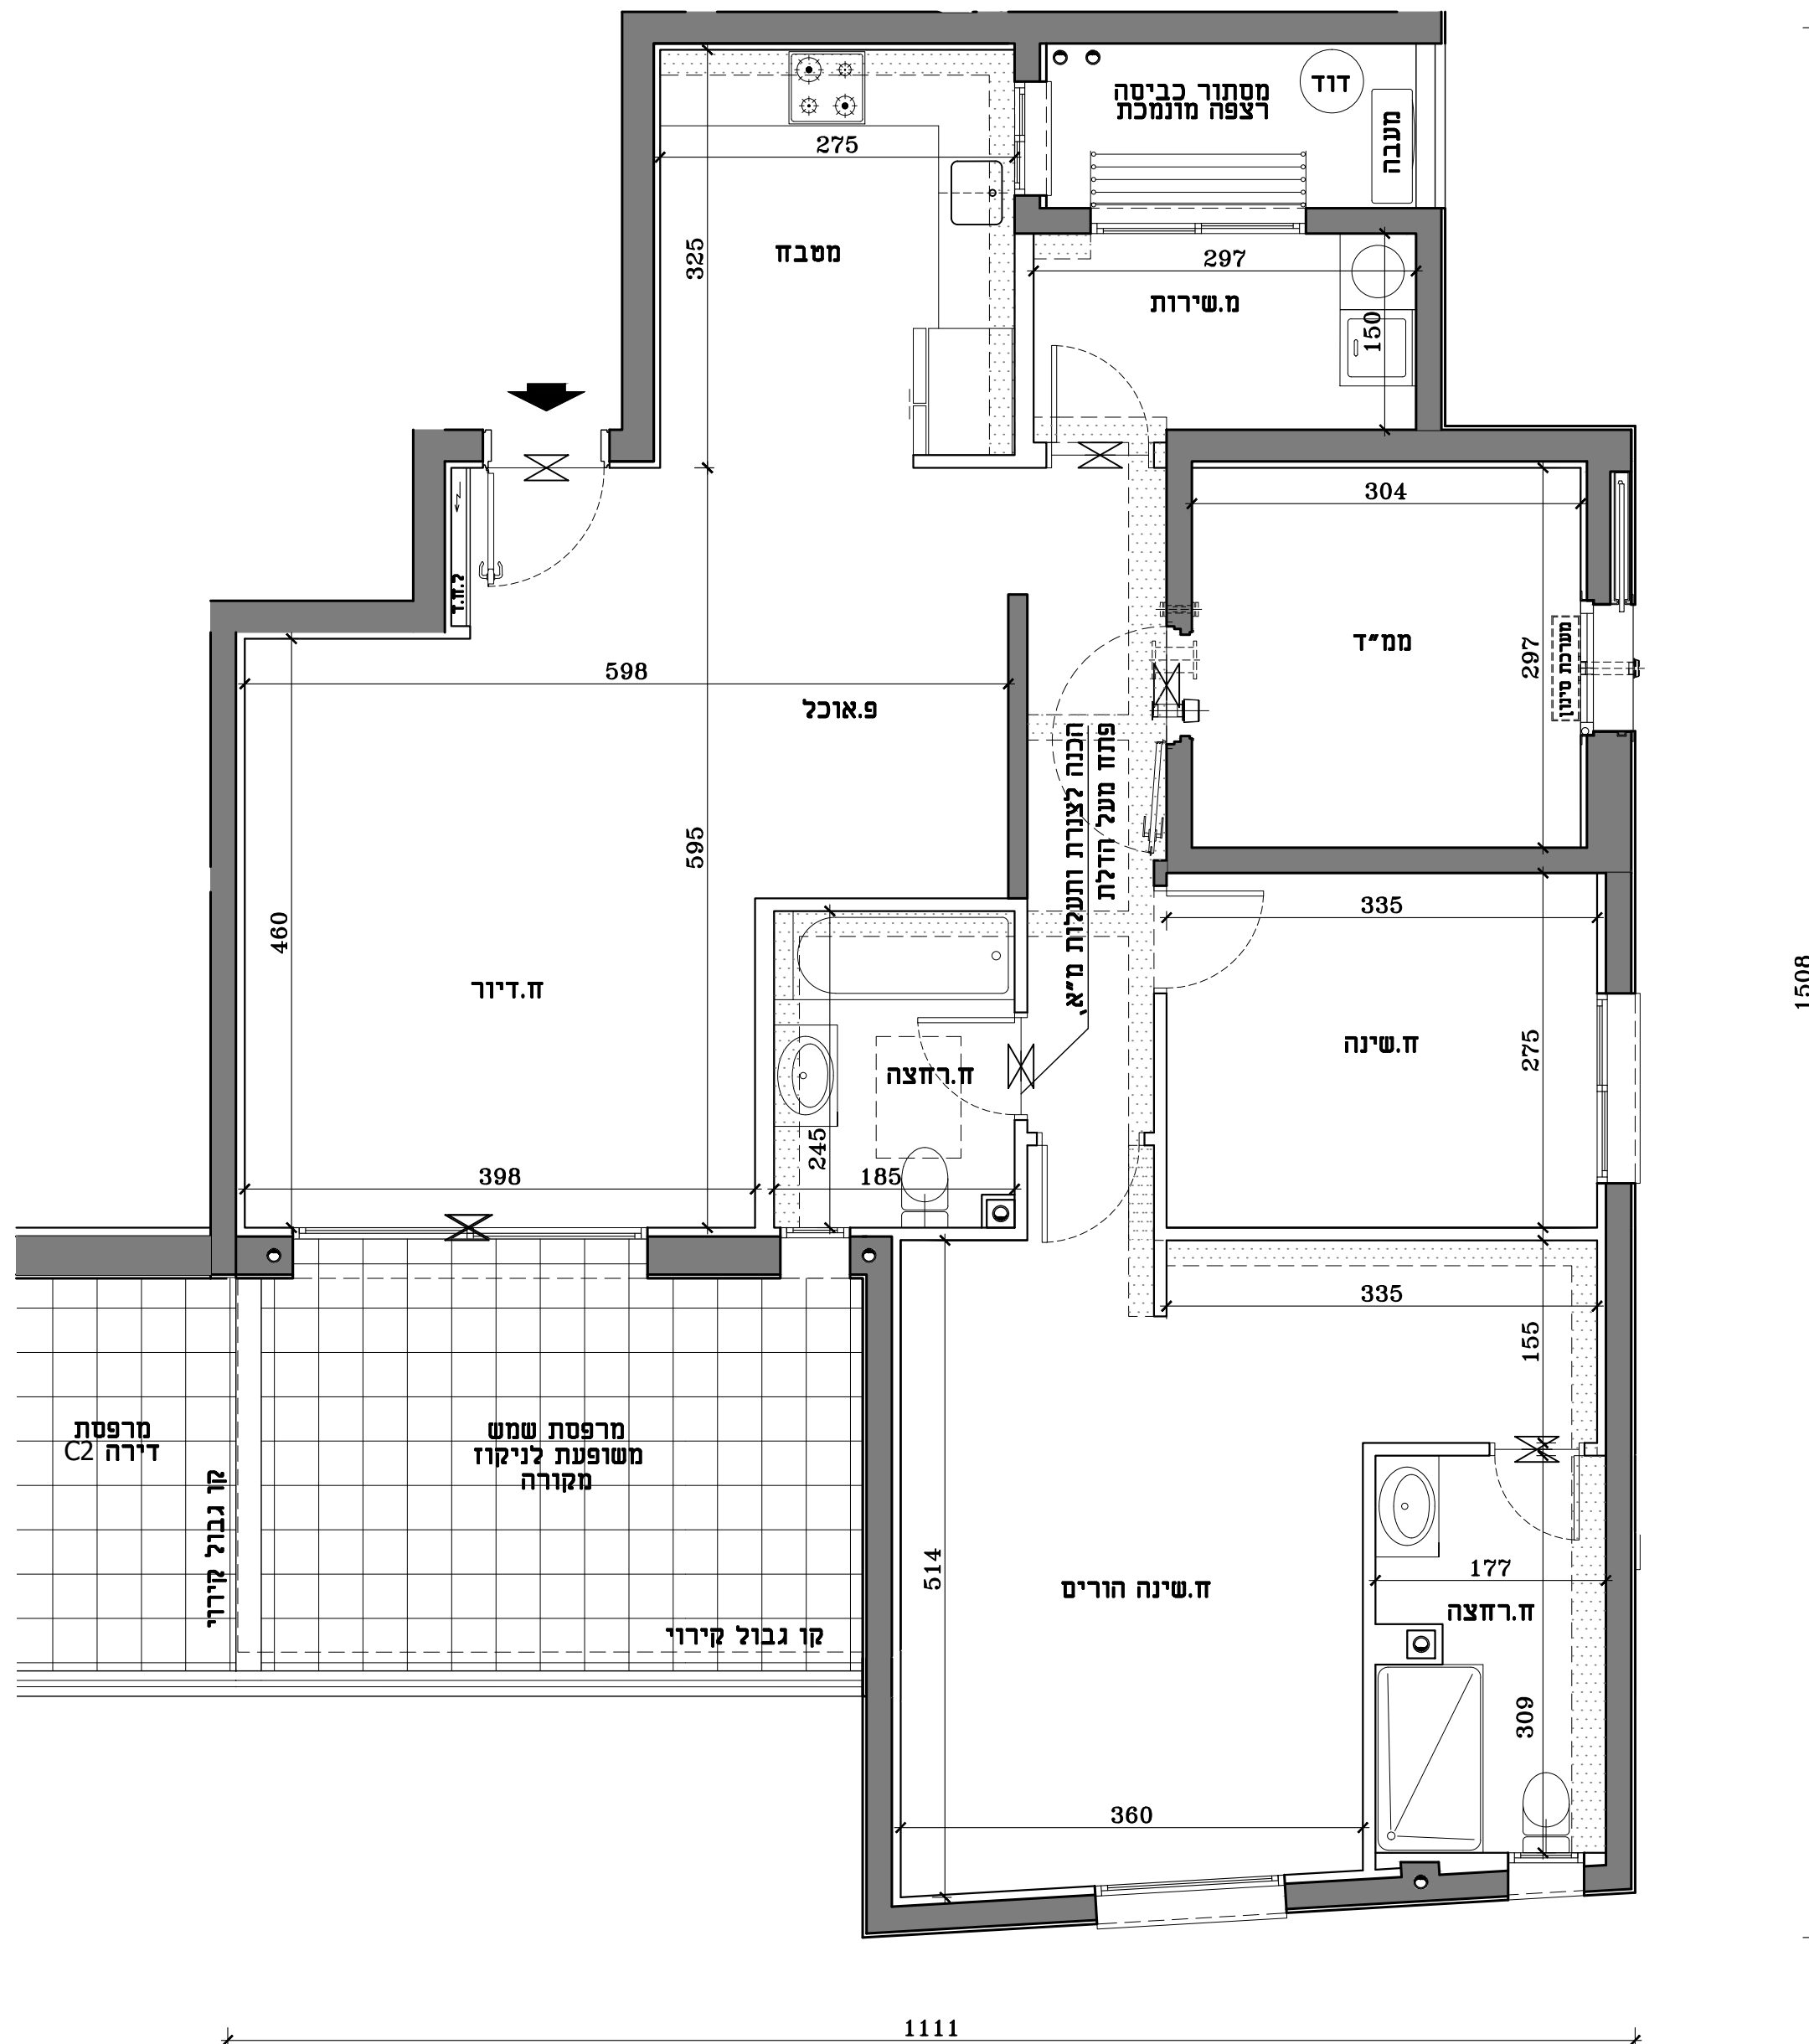 מסתור כביסה
רצפה מונמכת
דוד
מעבה
275
325
מטבח
297
מ.שירות
150
304
ממ״ד
297
מערכת סינון
ל.ח.ד
598
פ.אוכל
595
460
פתח מעל הדלת
הכנה לצנרת ותעלות מ״א,
335
ח.שינה
275
1508
ח.דיור
ח.רחצה
245
398
185
335
155
מרפסת
דירה C2
קו גבול קירוי
מרפסת שמש
משופעת לניקוז
מקורה
קו גבול קירוי
514
ח.שינה הורים
177
ח.רחצה
309
360
1111